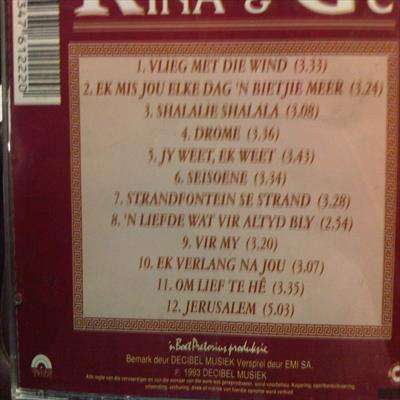 347 612220
RINA & G
1. VLIEG MET DIE WIND (3.33)
2. EK MIS JOU ELKE DAG 'N BIETJIE MEER (3.24)
3. SHALALIE SHALALA (3.08)
4. DROME (3.36)
5. JY WEET, EK WEET (3.43)
6. SEISOENE (3.34)
7. STRANDFONTEIN SE STRAND (3.28)
8. 'N LIEFDE WAT VIR ALTYD BLY (2.54)
9. VIR MY (3.20)
10. EK VERLANG NA JOU (3.07)
11. OM LIEF TE HÊ (3.35)
12. JERUSALEM (5.03)
'n Boet Pretorius produksie
Bemark deur DECIBEL MUSIEK Versprei deur EMI SA.
℗ 1993 DECIBEL MUSIEK